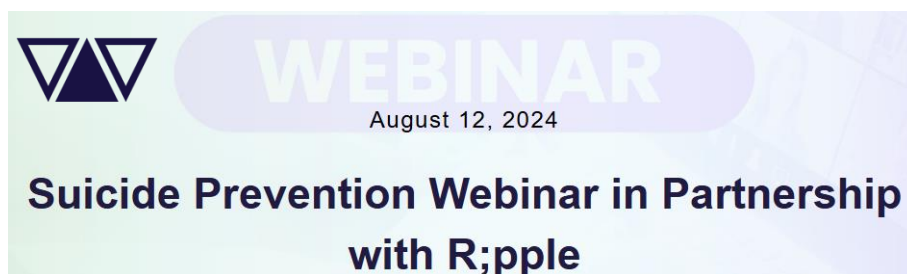 WEBINAR
August 12, 2024
Suicide Prevention Webinar in Partnership
with R;pple